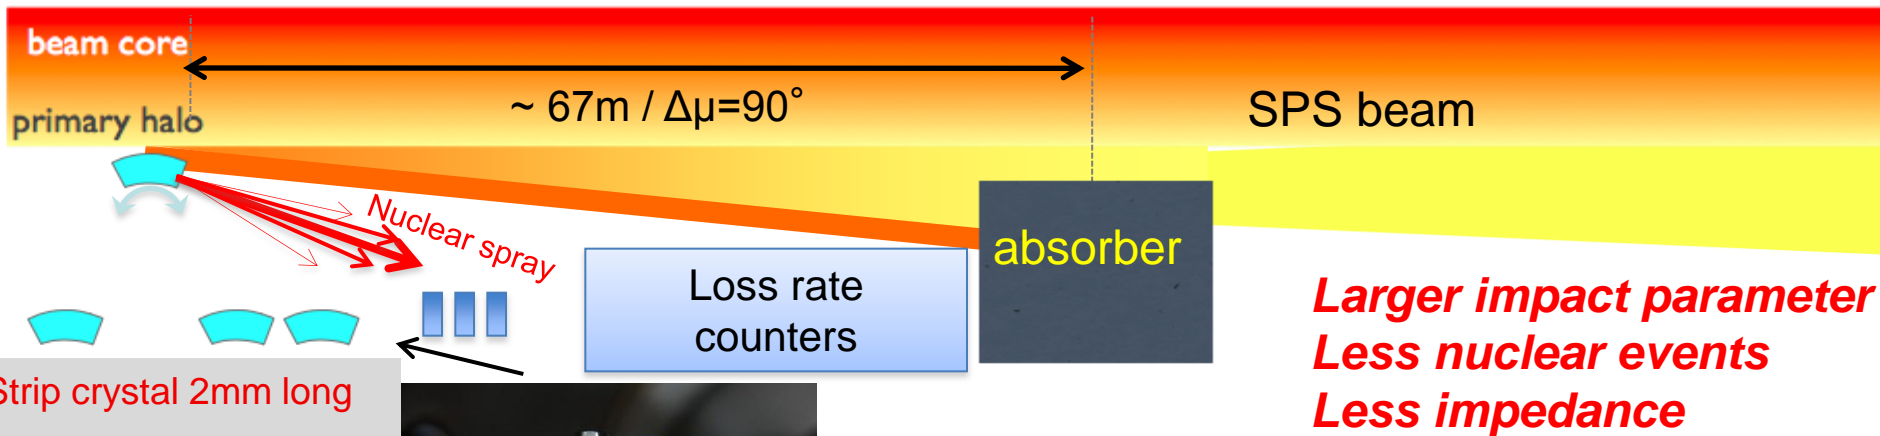 beam core
~ 67m / Δμ=90˚
SPS beam
primary halo
Nuclear spray
absorber
Loss rate
counters
Larger impact parameter
Less nuclear events
Less impedance
Strip crystal 2mm long